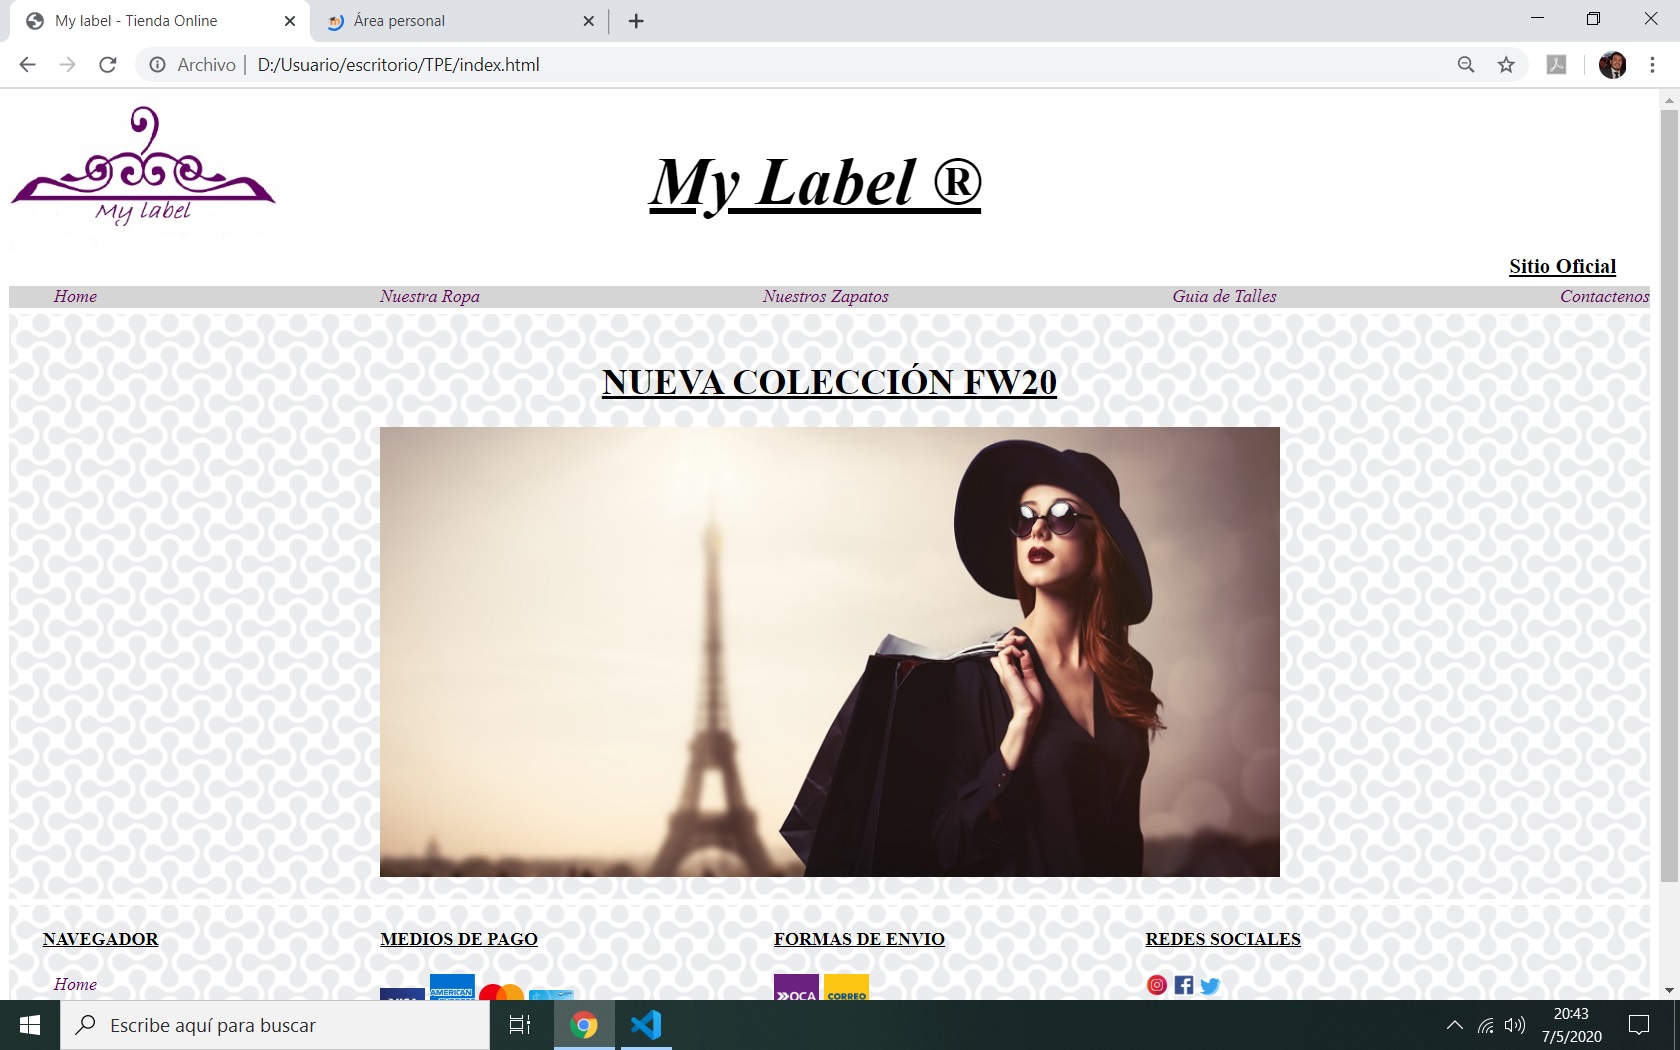 My label - Tienda Online
Área personal
Archivo | D:/Usuario/escritorio/TPE/index.html
My label
My Label ®
Sitio Oficial
Home Nuestra Ropa Nuestros Zapatos Guia de Talles Contactenos
NUEVA COLECCIÓN FW20
NAVEGADOR MEDIOS DE PAGO FORMAS DE ENVIO REDES SOCIALES
Home
AMERICAN
VISA OCA CORREO
Escribe aquí para buscar
20:43
7/5/2020